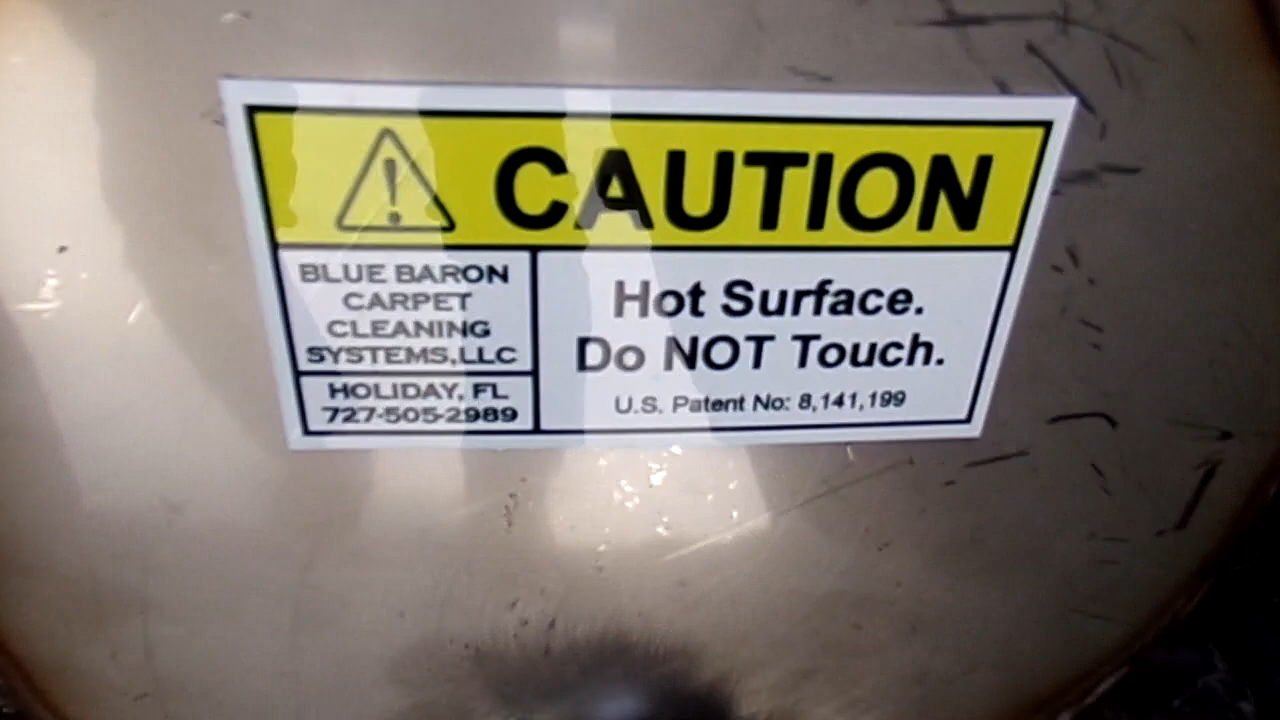 CAUTION
BLUE BARON
CARPET
CLEANING
SYSTEMS,LLC
HOLIDAY, FL
727-505-2989
Hot Surface.
Do NOT Touch.
U.S. Patent No: 8,141,199